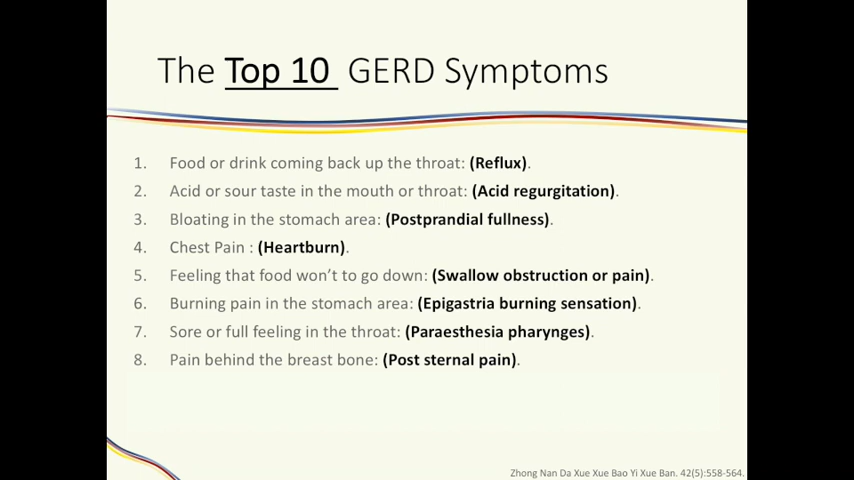 The Top 10 GERD Symptoms
1. Food or drink coming back up the throat: (Reflux).
2. Acid or sour taste in the mouth or throat: (Acid regurgitation).
3. Bloating in the stomach area: (Postprandial fullness).
4. Chest Pain : (Heartburn).
5. Feeling that food won’t to go down: (Swallow obstruction or pain).
6. Burning pain in the stomach area: (Epigastria burning sensation).
7. Sore or full feeling in the throat: (Paraesthesia pharynges).
8. Pain behind the breast bone: (Post sternal pain).
Zhong Nan Da Xue Xue Bao Yi Xue Ban. 42(5):558-564.